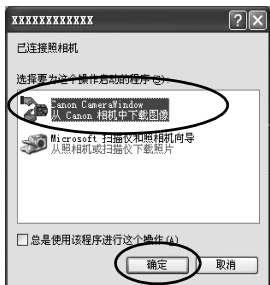 XXXXXXXXXXXX
已连接照相机
选择要为这个操作启动的程序(S):
Canon CameraWindow
从 Canon 相机中下载图像
Microsoft 扫描仪和照相机向导
从照相机或扫描仪下载照片
总是使用该程序进行这个操作(A)
确定
取消